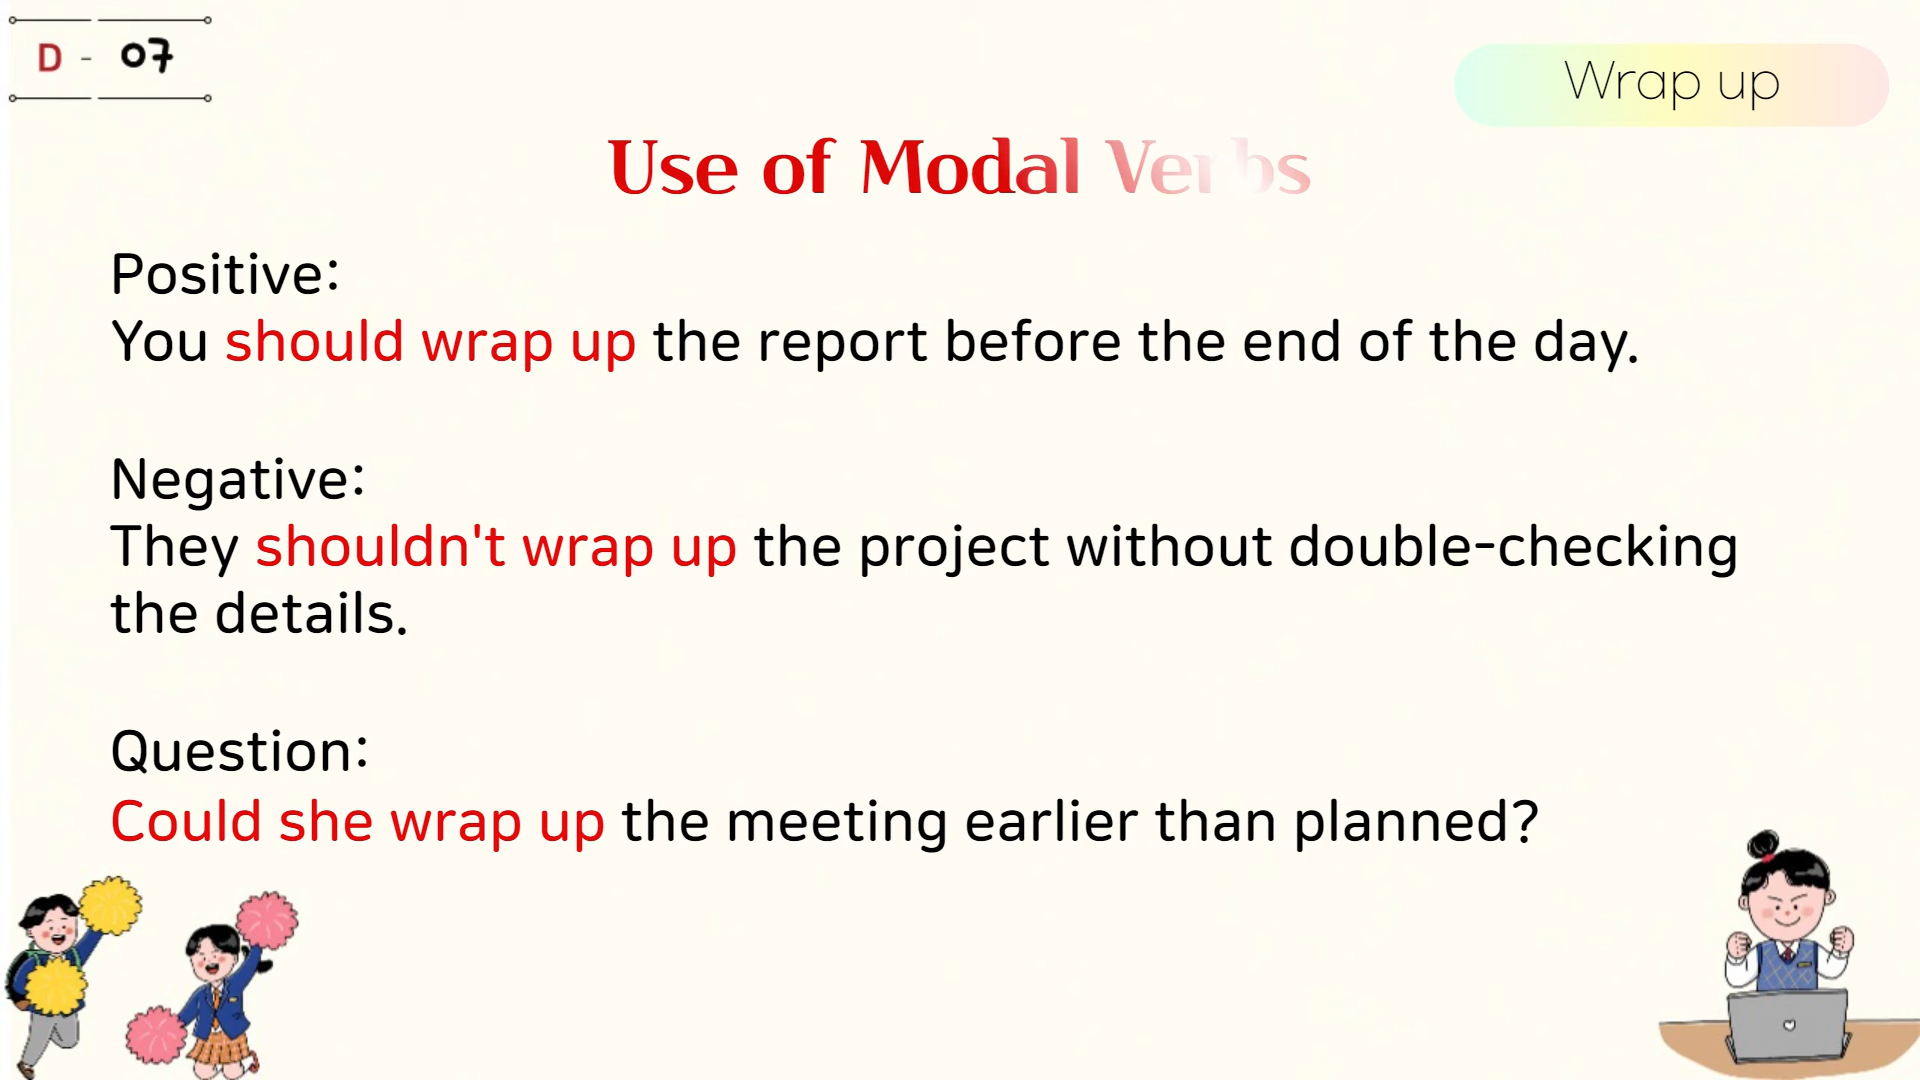 D - 07
Wrap up
Use of Modal Verbs
Positive:
You should wrap up the report before the end of the day.
Negative:
They shouldn't wrap up the project without double-checking
the details.
Question:
Could she wrap up the meeting earlier than planned?